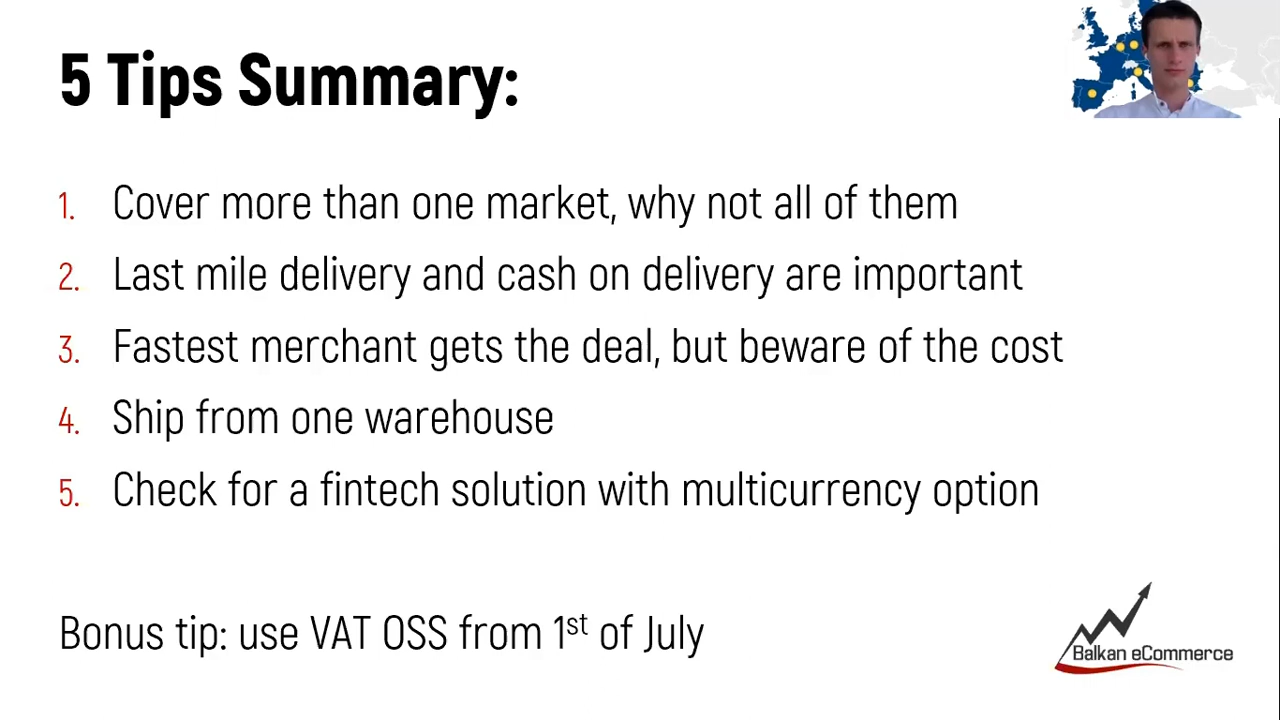 5 Tips Summary:
1. Cover more than one market, why not all of them
2. Last mile delivery and cash on delivery are important
3. Fastest merchant gets the deal, but beware of the cost
4. Ship from one warehouse
5. Check for a fintech solution with multicurrency option
Bonus tip: use VAT OSS from 1st of July
Balkan eCommerce